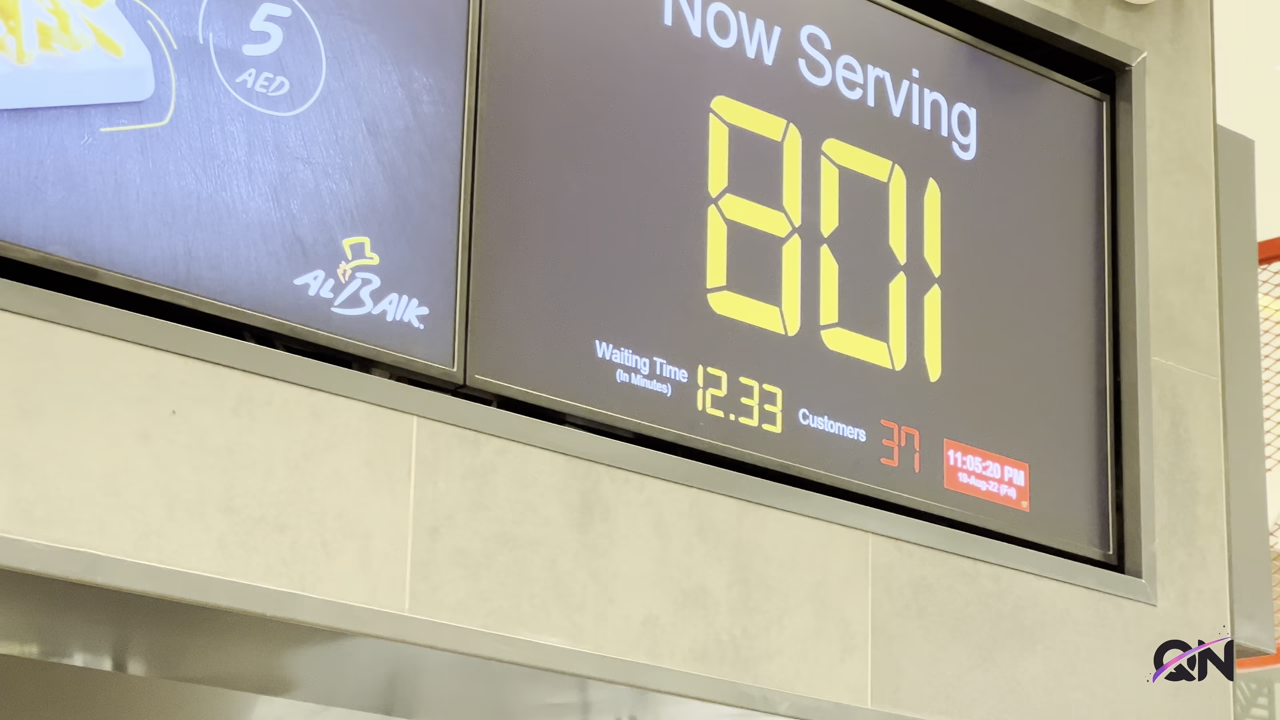 5
AED
ALBAIK.
Now Serving
801
Waiting Time
(In Minutes)
12.33
Customers
37
11:05:20 PM
19-Aug-22 (Fri)
QN